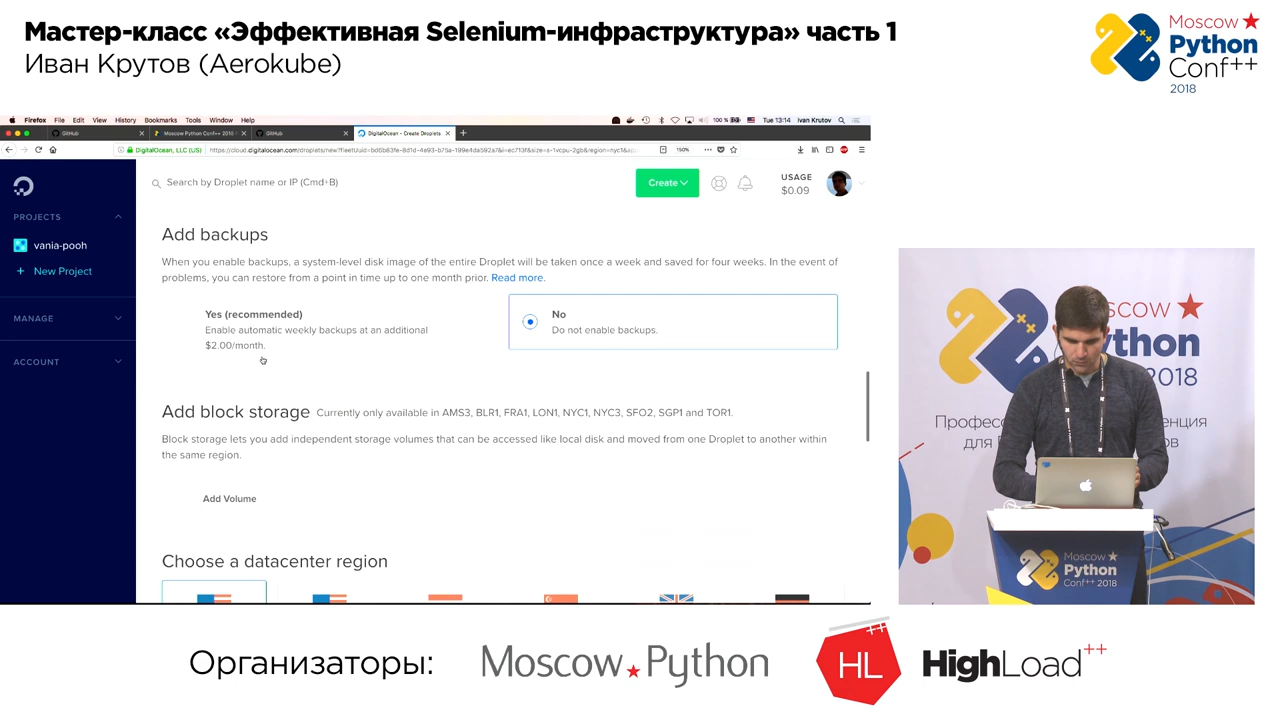 Мастер-класс «Эффективная Selenium-инфраструктура» часть 1
Иван Крутов (Aerokube)
Moscow
Python
Conf++
2018
Firefox File Edit View History Bookmarks Tools Window Help
100 % Tue 13:14 Ivan Krutov
GitHub
Moscow Python Conf++ 2018
GitHub
DigitalOcean - Create Droplets
DigitalOcean, LLC (US)
150%
Search by Droplet name or IP (Cmd+B)
Create
USAGE
$0.09
PROJECTS
vania-pooh
+ New Project
MANAGE
ACCOUNT
Add backups
When you enable backups, a system-level disk image of the entire Droplet will be taken once a week and saved for four weeks. In the event of
problems, you can restore from a point in time up to one month prior. Read more.
Yes (recommended)
Enable automatic weekly backups at an additional
$2.00/month.
No
Do not enable backups.
Add block storage Currently only available in AMS3, BLR1, FRA1, LON1, NYC1, NYC3, SFO2, SGP1 and TOR1.
Block storage lets you add independent storage volumes that can be accessed like local disk and moved from one Droplet to another within
the same region.
Add Volume
Choose a datacenter region
scow
thon
2018
Професс енция
для
ов
Moscow
Python
Conf++ 2018
Организаторы:
Moscow Python
HL++
HighLoad++